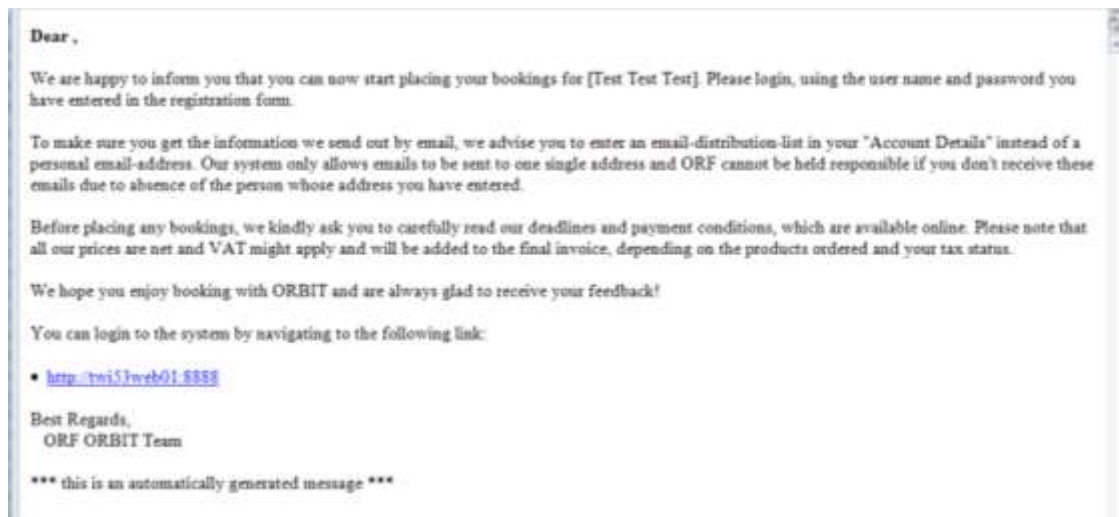 Dear ,
We are happy to inform you that you can now start placing your bookings for [Test Test Test]. Please login, using the user name and password you
have entered in the registration form.
To make sure you get the information we send out by email, we advise you to enter an email-distribution-list in your "Account Details" instead of a
personal email-address. Our system only allows emails to be sent to one single address and ORF cannot be held responsible if you don't receive these
emails due to absence of the person whose address you have entered.
Before placing any bookings, we kindly ask you to carefully read our deadlines and payment conditions, which are available online. Please note that
all our prices are net and VAT might apply and will be added to the final invoice, depending on the products ordered and your tax status.
We hope you enjoy booking with ORBIT and are always glad to receive your feedback!
You can login to the system by navigating to the following link:
• http://twi53web01:8888
Best Regards,
ORF ORBIT Team
*** this is an automatically generated message ***